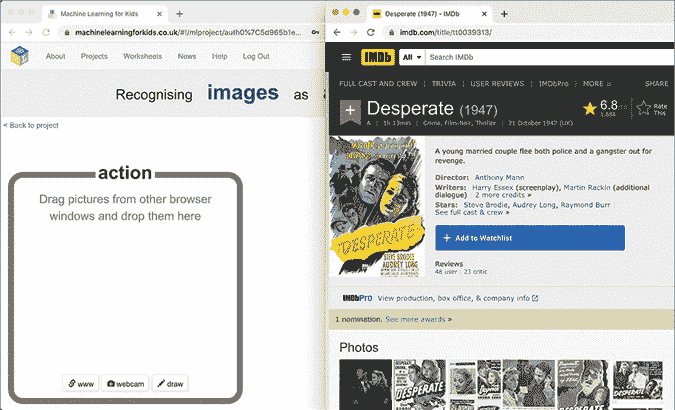 Machine Learning for Kids
machinelearningforkids.co.uk/#!/mlproject/auth0%7C5d965b1e...
About Projects Worksheets News Help Log Out
Recognising images as
< Back to project
action
Drag pictures from other browser
windows and drop them here
www webcam draw
Desperate (1947) - IMDb
imdb.com/title/tt0039313/
IMDb All Search IMDb
FULL CAST AND CREW TRIVIA USER REVIEWS IMDbPro MORE SHARE
Desperate (1947)
6.8
Rate
This
A | 1h 13min | Crime, Film-Noir, Thriller | 21 October 1947 (UK)
A young married couple flee both police and a gangster out for
revenge.
Director: Anthony Mann
Writers: Harry Essex (screenplay), Martin Rackin (additional
dialogue) | 2 more credits »
Stars: Steve Brodie, Audrey Long, Raymond Burr
See full cast & crew »
DESPERATE
STEVE BRODIE
AUDREY LONG
+ Add to Watchlist
Reviews
48 user | 23 critic
IMDbPro View production, box office, & company info
1 nomination. See more awards »
Photos
DESPERATE
DESPERATE
DESPERATE